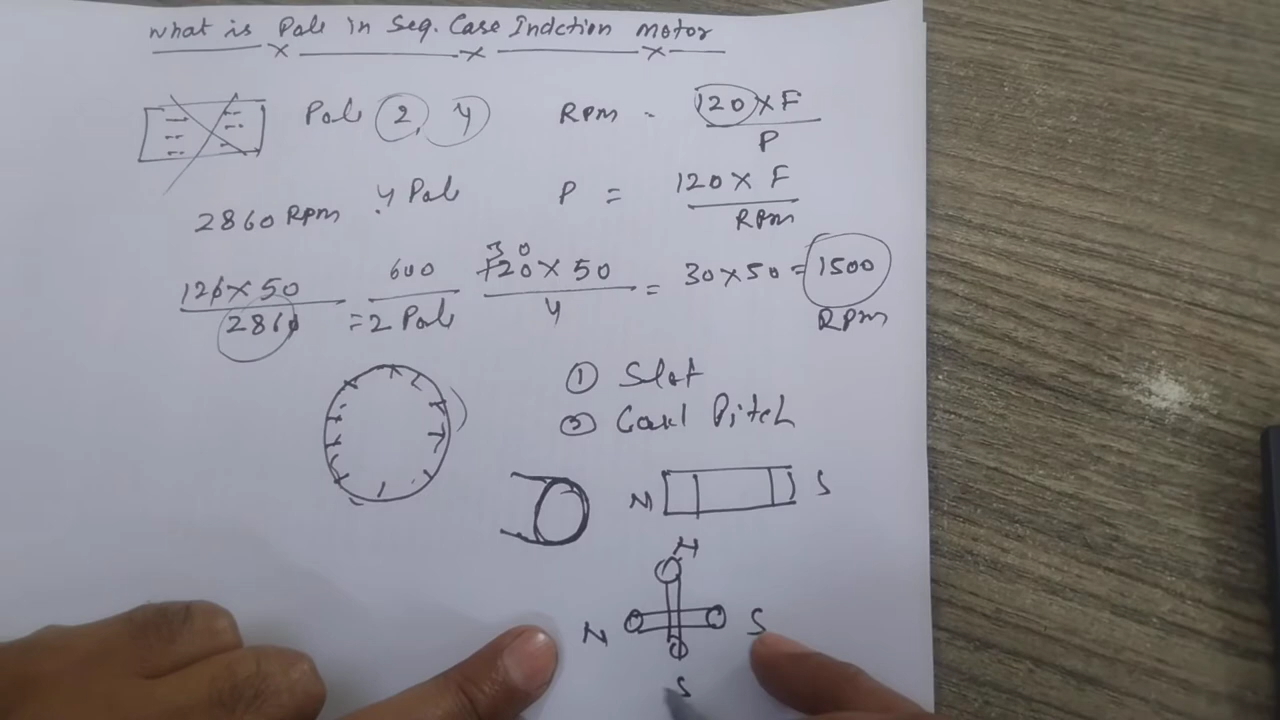 What is Pole in Seq. Case Indction motor
Pole 2, 4
Rpm = 120 x F / P
2860 Rpm 4 Pole
P = 120 x F / Rpm
120 x 50 / 2860 = 600 / 2 Pole
30
120 x 50 / 4 = 30 x 50 = 1500 Rpm
① Slot
② Coul Pitch
N S
N
N S
S